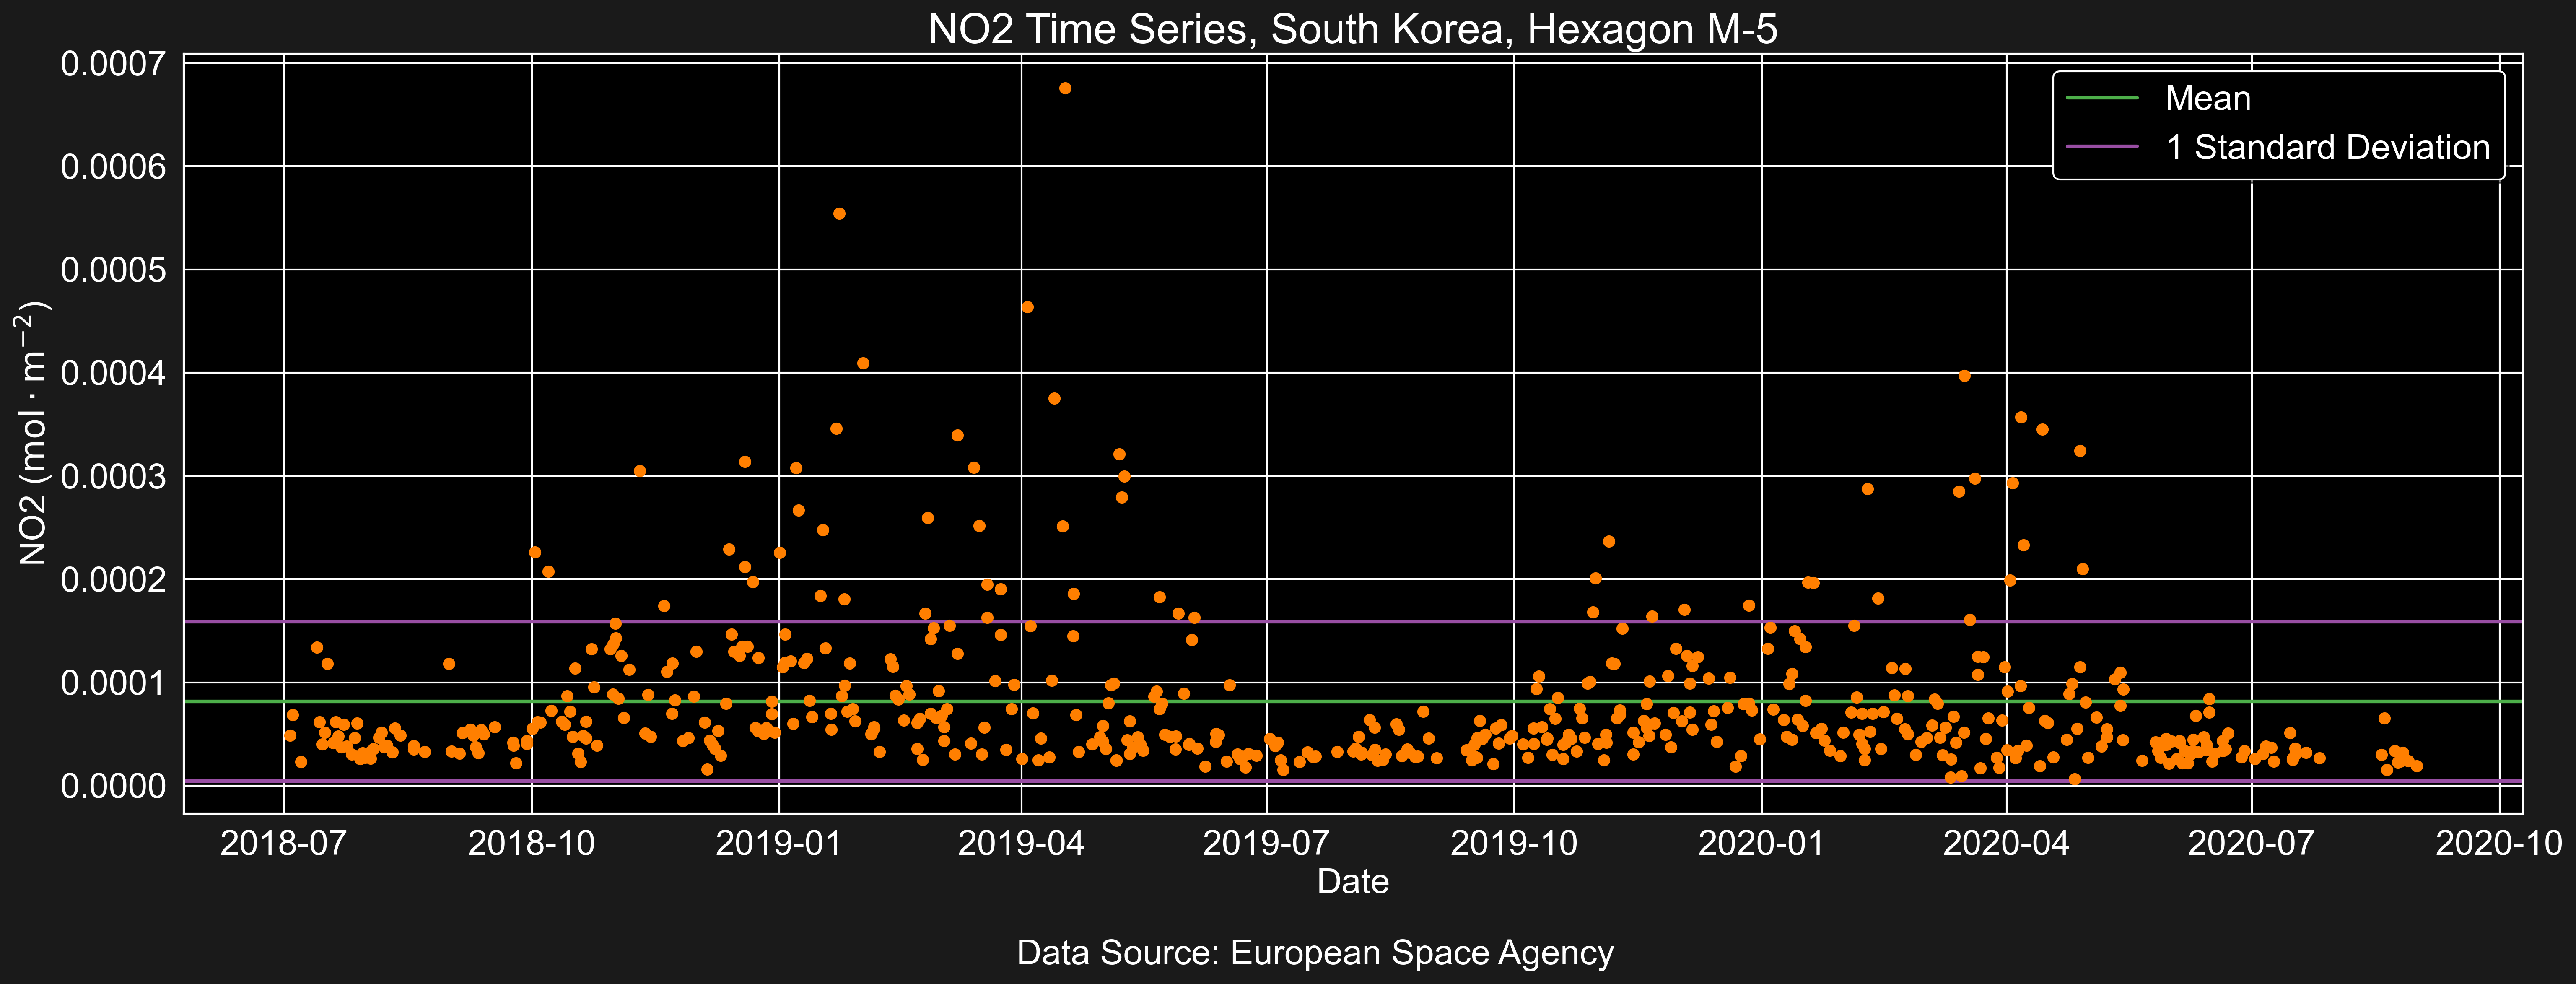 NO2 Time Series, South Korea, Hexagon M-5
0.0007
0.0006
0.0005
0.0004
0.0003
0.0002
0.0001
0.0000
NO2 (mol · m⁻²)
Mean
1 Standard Deviation
2018-07 2018-10 2019-01 2019-04 2019-07 2019-10 2020-01 2020-04 2020-07 2020-10
Date
Data Source: European Space Agency